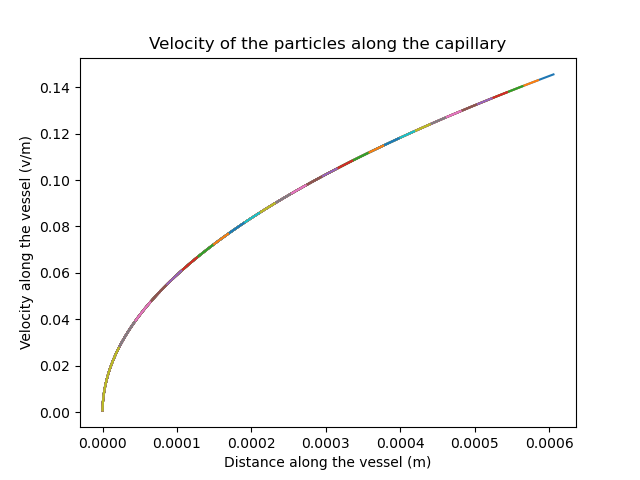 Velocity of the particles along the capillary
Velocity along the vessel (v/m)
0.14
0.12
0.10
0.08
0.06
0.04
0.02
0.00
0.0000 0.0001 0.0002 0.0003 0.0004 0.0005 0.0006
Distance along the vessel (m)